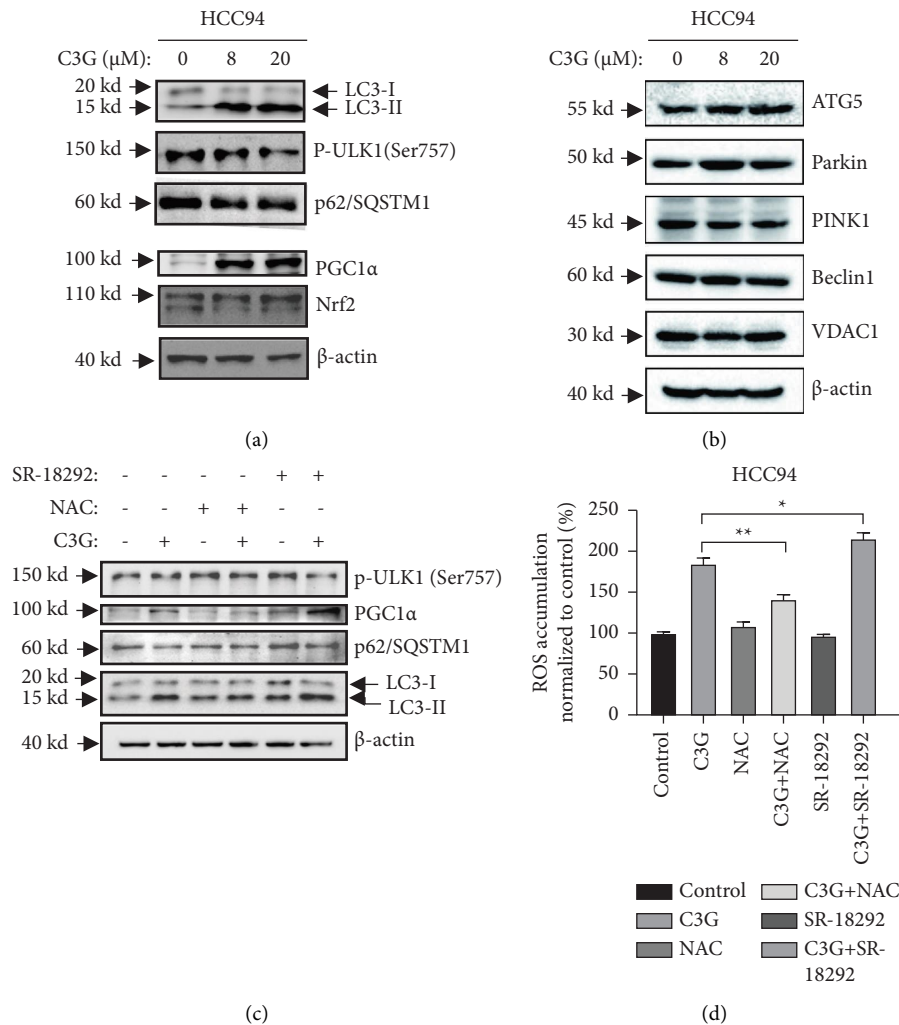 HCC94
C3G (μM): 0 8 20
20 kd LC3-I
15 kd LC3-II
150 kd P-ULK1(Ser757)
60 kd p62/SQSTM1
100 kd PGC1α
110 kd Nrf2
40 kd β-actin
(a)
HCC94
C3G (μM): 0 8 20
55 kd ATG5
50 kd Parkin
45 kd PINK1
60 kd Beclin1
30 kd VDAC1
40 kd β-actin
(b)
SR-18292: - - - - + +
NAC: - - + + - -
C3G: - + - + - +
150 kd p-ULK1 (Ser757)
100 kd PGC1α
60 kd p62/SQSTM1
20 kd LC3-I
15 kd LC3-II
40 kd β-actin
(c)
HCC94
ROS accumulation
normalized to control (%)
250
200
150
100
50
0
*
**
Control
C3G
NAC
C3G+NAC
SR-18292
C3G+SR-18292
Control
C3G
NAC
C3G+NAC
SR-18292
C3G+SR-
18292
(d)